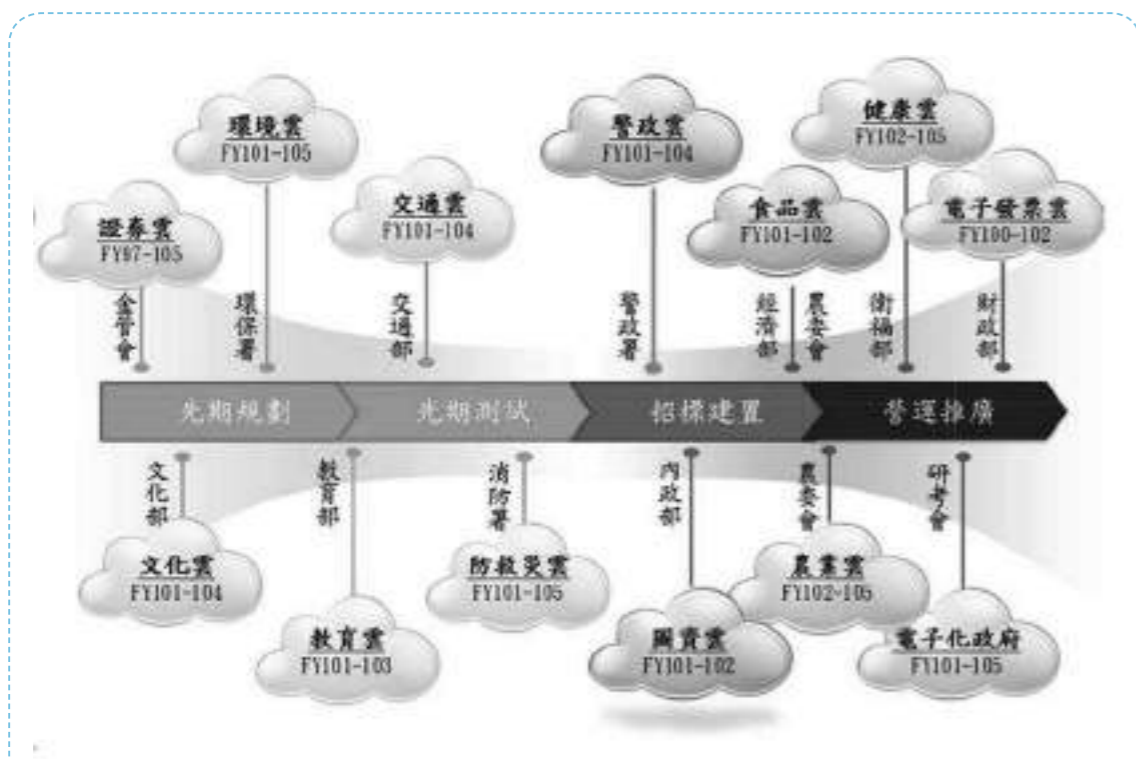 環境雲
FY101-105
警政雲
FY101-104
健康雲
FY102-105
證券雲
FY97-105
交通雲
FY101-104
食品雲
FY101-102
電子發票雲
FY100-102
金管會
環保署
交通部
警政署
經濟部
農委會
衛福部
財政部
先期規劃
先期測試
招標建置
營運推廣
文化部
教育部
消防署
內政部
農委會
研考會
文化雲
FY101-104
教育雲
FY101-103
防救災雲
FY101-105
圖資雲
FY101-102
農業雲
FY102-105
電子化政府
FY101-105